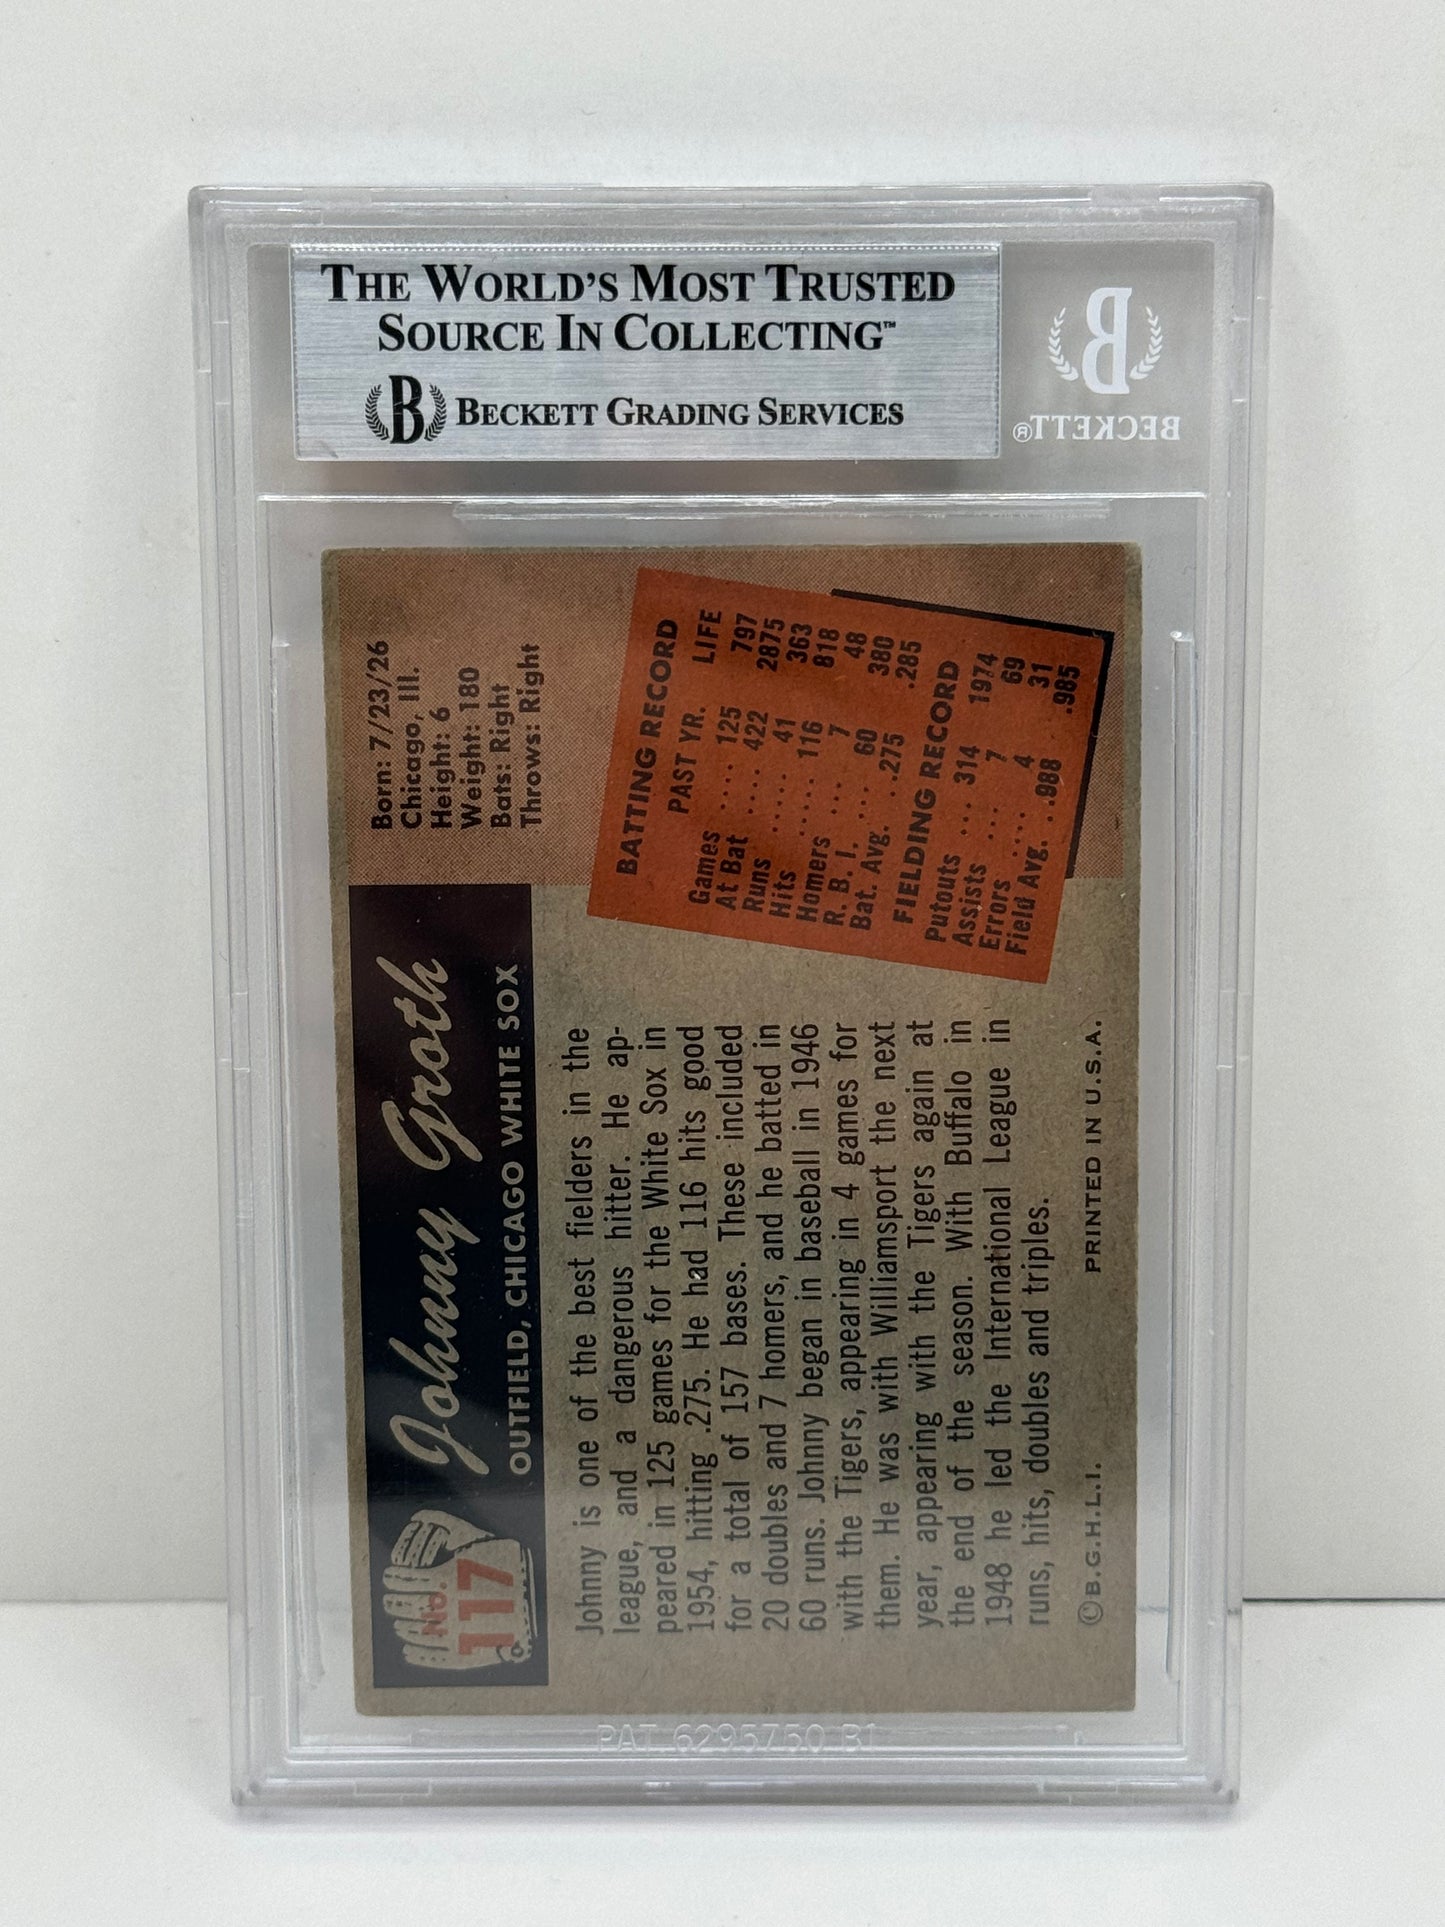 THE WORLD'S MOST TRUSTED
SOURCE IN COLLECTING™
B BECKETT GRADING SERVICES
B
BECKETT®
No.
117
Johnny Groth
OUTFIELD, CHICAGO WHITE SOX
Born: 7/23/26
Chicago, Ill.
Height: 6
Weight: 180
Bats: Right
Throws: Right
Johnny is one of the best fielders in the
league, and a dangerous hitter. He ap-
peared in 125 games for the White Sox in
1954, hitting .275. He had 116 hits good
for a total of 157 bases. These included
20 doubles and 7 homers, and he batted in
60 runs. Johnny began in baseball in 1946
with the Tigers, appearing in 4 games for
them. He was with Williamsport the next
year, appearing with the Tigers again at
the end of the season. With Buffalo in
1948 he led the International League in
runs, hits, doubles and triples.
BATTING RECORD
PAST YR. LIFE
Games .... 125 797
At Bat .... 422 2875
Runs ..... 41 363
Hits ..... 116 818
Homers ... 7 48
R. B. I. ... 60 380
Bat. Avg. . .275 .285
FIELDING RECORD
Putouts ... 314 1974
Assists ... 7 69
Errors .... 4 31
Field Avg. . .988 .985
©B.G.H.L.I. PRINTED IN U.S.A.
PAT. 6295750 B1